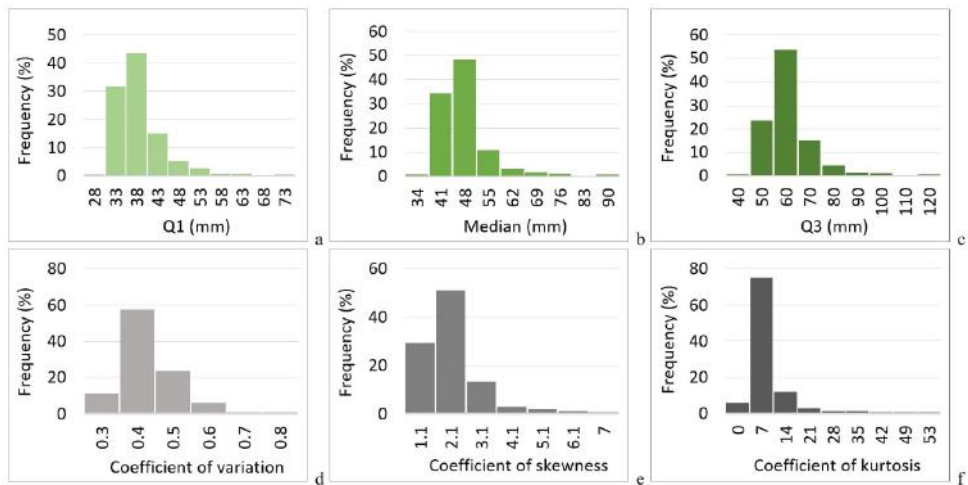 Frequency (%)
50
40
30
20
10
0
28 33 38 43 48 53 58 63 68 73
Q1 (mm)
a
Frequency (%)
60
50
40
30
20
10
0
34 41 48 55 62 69 76 83 90
Median (mm)
b
Frequency (%)
60
50
40
30
20
10
0
40 50 60 70 80 90 100 110 120
Q3 (mm)
c
Frequency (%)
80
60
40
20
0
0.3 0.4 0.5 0.6 0.7 0.8
Coefficient of variation
d
Frequency (%)
60
40
20
0
1.1 2.1 3.1 4.1 5.1 6.1 7
Coefficient of skewness
e
Frequency (%)
80
60
40
20
0
0 7 14 21 28 35 42 49 53
Coefficient of kurtosis
f